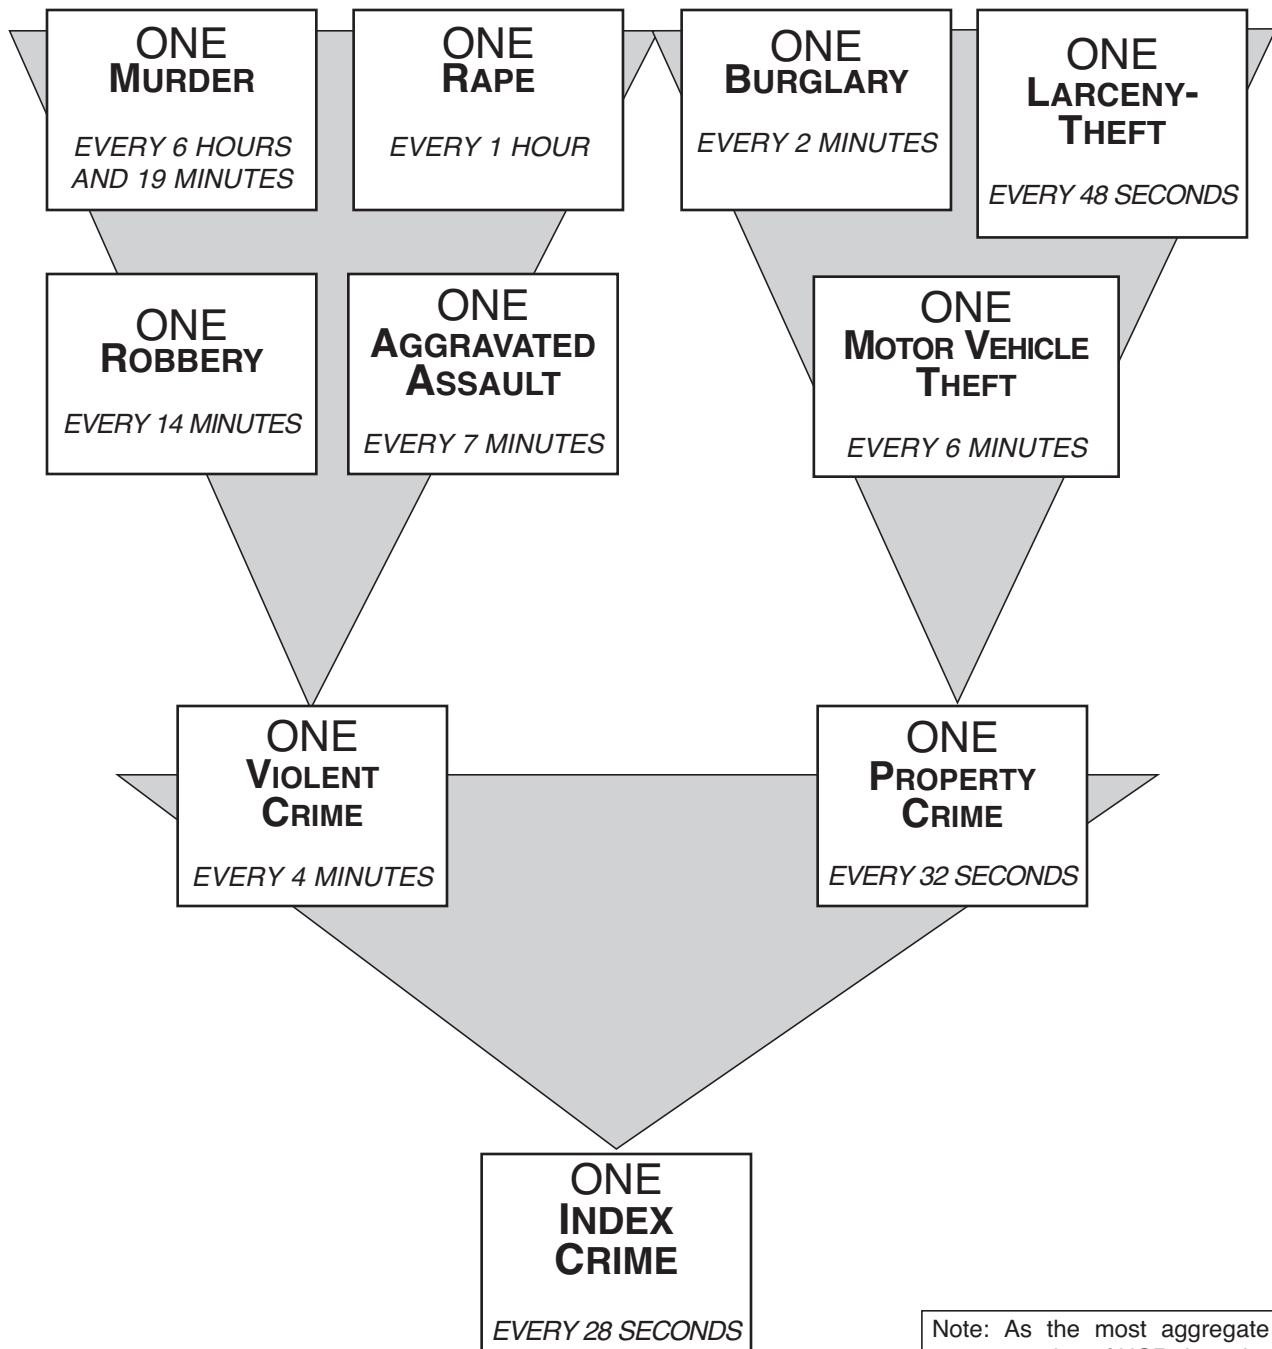 ONE
MURDER
EVERY 6 HOURS
AND 19 MINUTES
ONE
RAPE
EVERY 1 HOUR
ONE
BURGLARY
EVERY 2 MINUTES
ONE
LARCENY-
THEFT
EVERY 48 SECONDS
ONE
ROBBERY
EVERY 14 MINUTES
ONE
AGGRAVATED
ASSAULT
EVERY 7 MINUTES
ONE
MOTOR VEHICLE
THEFT
EVERY 6 MINUTES
ONE
VIOLENT
CRIME
EVERY 4 MINUTES
ONE
PROPERTY
CRIME
EVERY 32 SECONDS
ONE
INDEX
CRIME
EVERY 28 SECONDS
Note: As the most aggregate